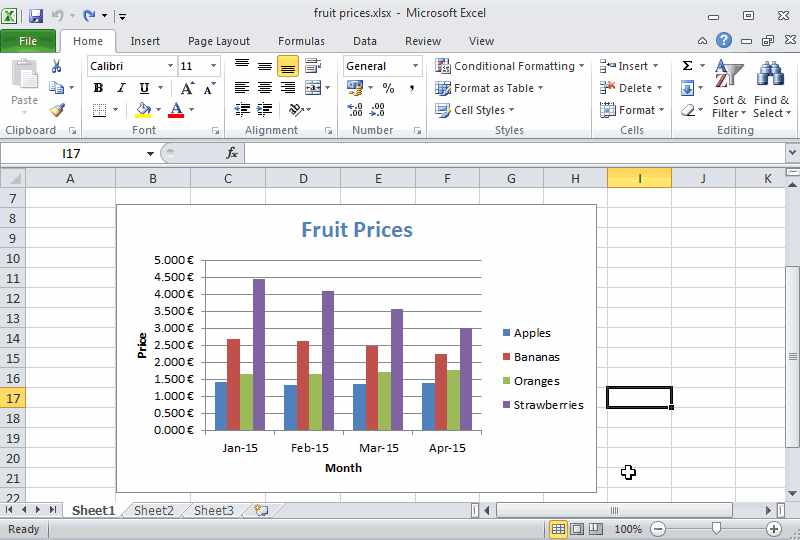 fruit prices.xlsx - Microsoft Excel
File Home Insert Page Layout Formulas Data Review View
Calibri 11 General Conditional Formatting Insert Σ
Paste B I U A A % , Format as Table Delete Sort & Filter Find & Select
A Cell Styles Format
Clipboard Font Alignment Number Styles Cells Editing
I17 fx
A B C D E F G H I J K
7
8
9
10
11
12
13
14
15
16
17
18
19
20
21
22
Fruit Prices
5.000 €
4.500 €
4.000 €
3.500 €
3.000 €
2.500 €
2.000 €
1.500 €
1.000 €
0.500 €
0.000 €
Price
Jan-15 Feb-15 Mar-15 Apr-15
Month
Apples
Bananas
Oranges
Strawberries
Sheet1 Sheet2 Sheet3
Ready 100%